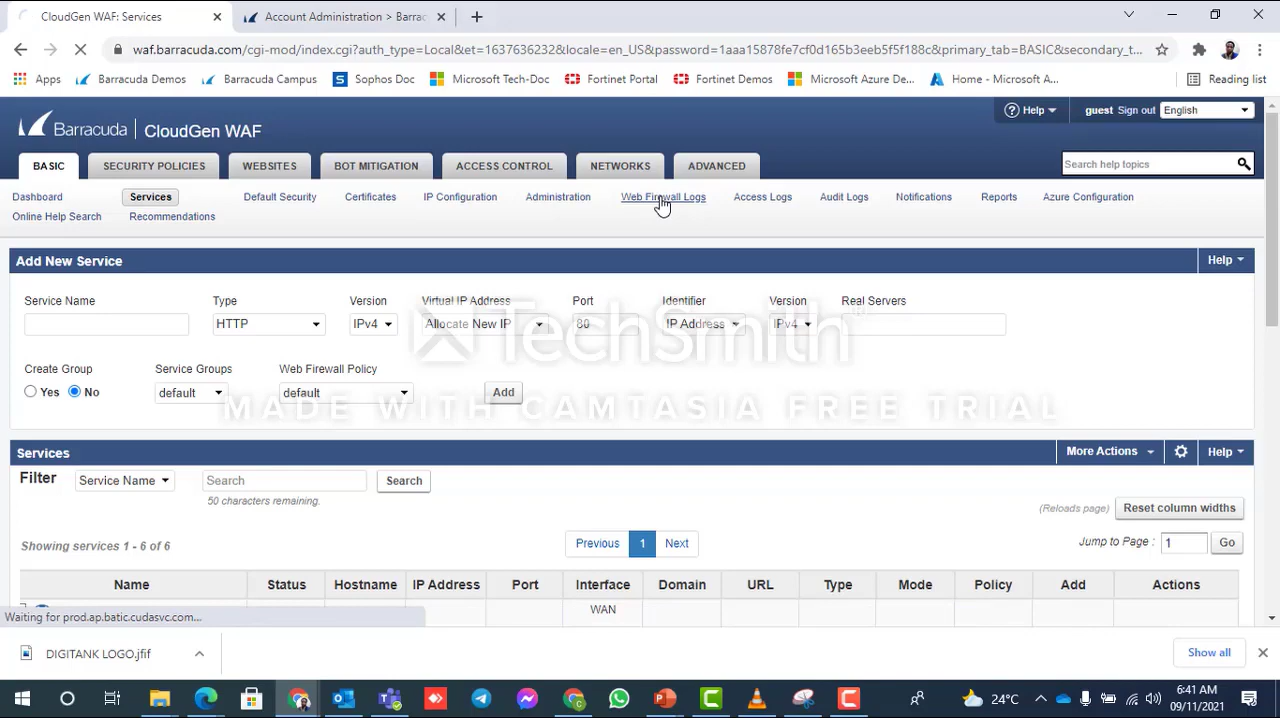 CloudGen WAF: Services
Account Administration > Barrac
waf.barracuda.com/cgi-mod/index.cgi?auth_type=Local&et=1637636232&locale=en_US&password=1aaa15878fe7cf0d165b3eeb5f5f188c&primary_tab=BASIC&secondary_t...
Apps
Barracuda Demos
Barracuda Campus
Sophos Doc
Microsoft Tech-Doc
Fortinet Portal
Fortinet Demos
Microsoft Azure De...
Home - Microsoft A...
Reading list
Barracuda CloudGen WAF
Help
guest Sign out English
BASIC SECURITY POLICIES WEBSITES BOT MITIGATION ACCESS CONTROL NETWORKS ADVANCED
Search help topics
Dashboard Services Default Security Certificates IP Configuration Administration Web Firewall Logs Access Logs Audit Logs Notifications Reports Azure Configuration
Online Help Search Recommendations
Add New Service Help
Service Name Type Version Virtual IP Address Port Identifier Version Real Servers
HTTP IPv4 Allocate New IP 80 IP Address IPv4
TechSmith
Create Group Service Groups Web Firewall Policy
Yes No default default Add
MADE WITH CAMTASIA FREE TRIAL
Services More Actions Help
Filter Service Name Search Search
50 characters remaining.
(Reloads page) Reset column widths
Showing services 1 - 6 of 6 Previous 1 Next Jump to Page : 1 Go
Name Status Hostname IP Address Port Interface Domain URL Type Mode Policy Add Actions
WAN
Waiting for prod.ap.batic.cudasvc.com...
DIGITANK LOGO.jfif
Show all
24°C
6:41 AM
09/11/2021